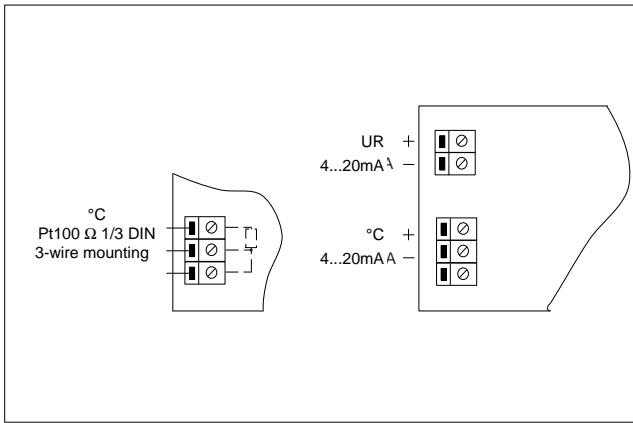 °C
Pt100 Ω 1/3 DIN
3-wire mounting
UR +
4...20mA A −
°C +
4...20mA A −